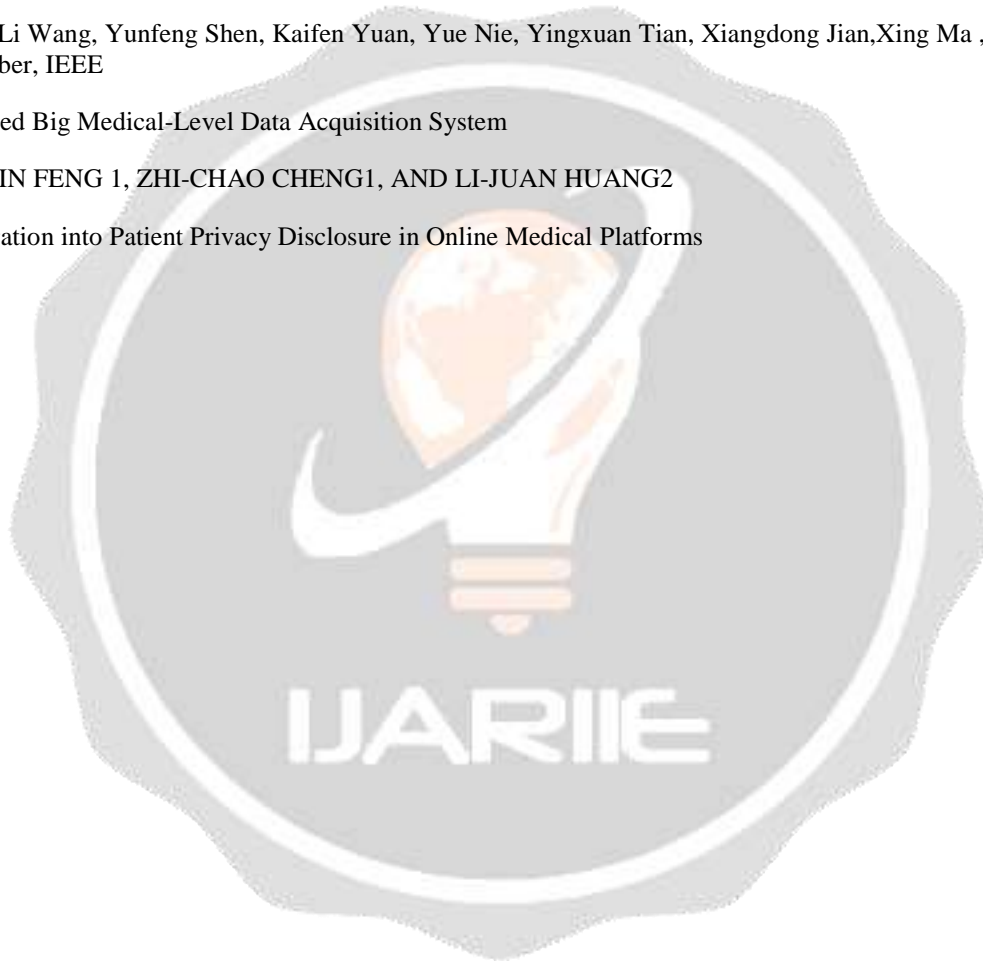 Li Wang, Yunfeng Shen, Kaifen Yuan, Yue Nie, Yingxuan Tian, Xiangdong Jian,Xing Ma ,
ber, IEEE
ed Big Medical-Level Data Acquisition System
IN FENG 1, ZHI-CHAO CHENG1, AND LI-JUAN HUANG2
ation into Patient Privacy Disclosure in Online Medical Platforms
IJARIIE